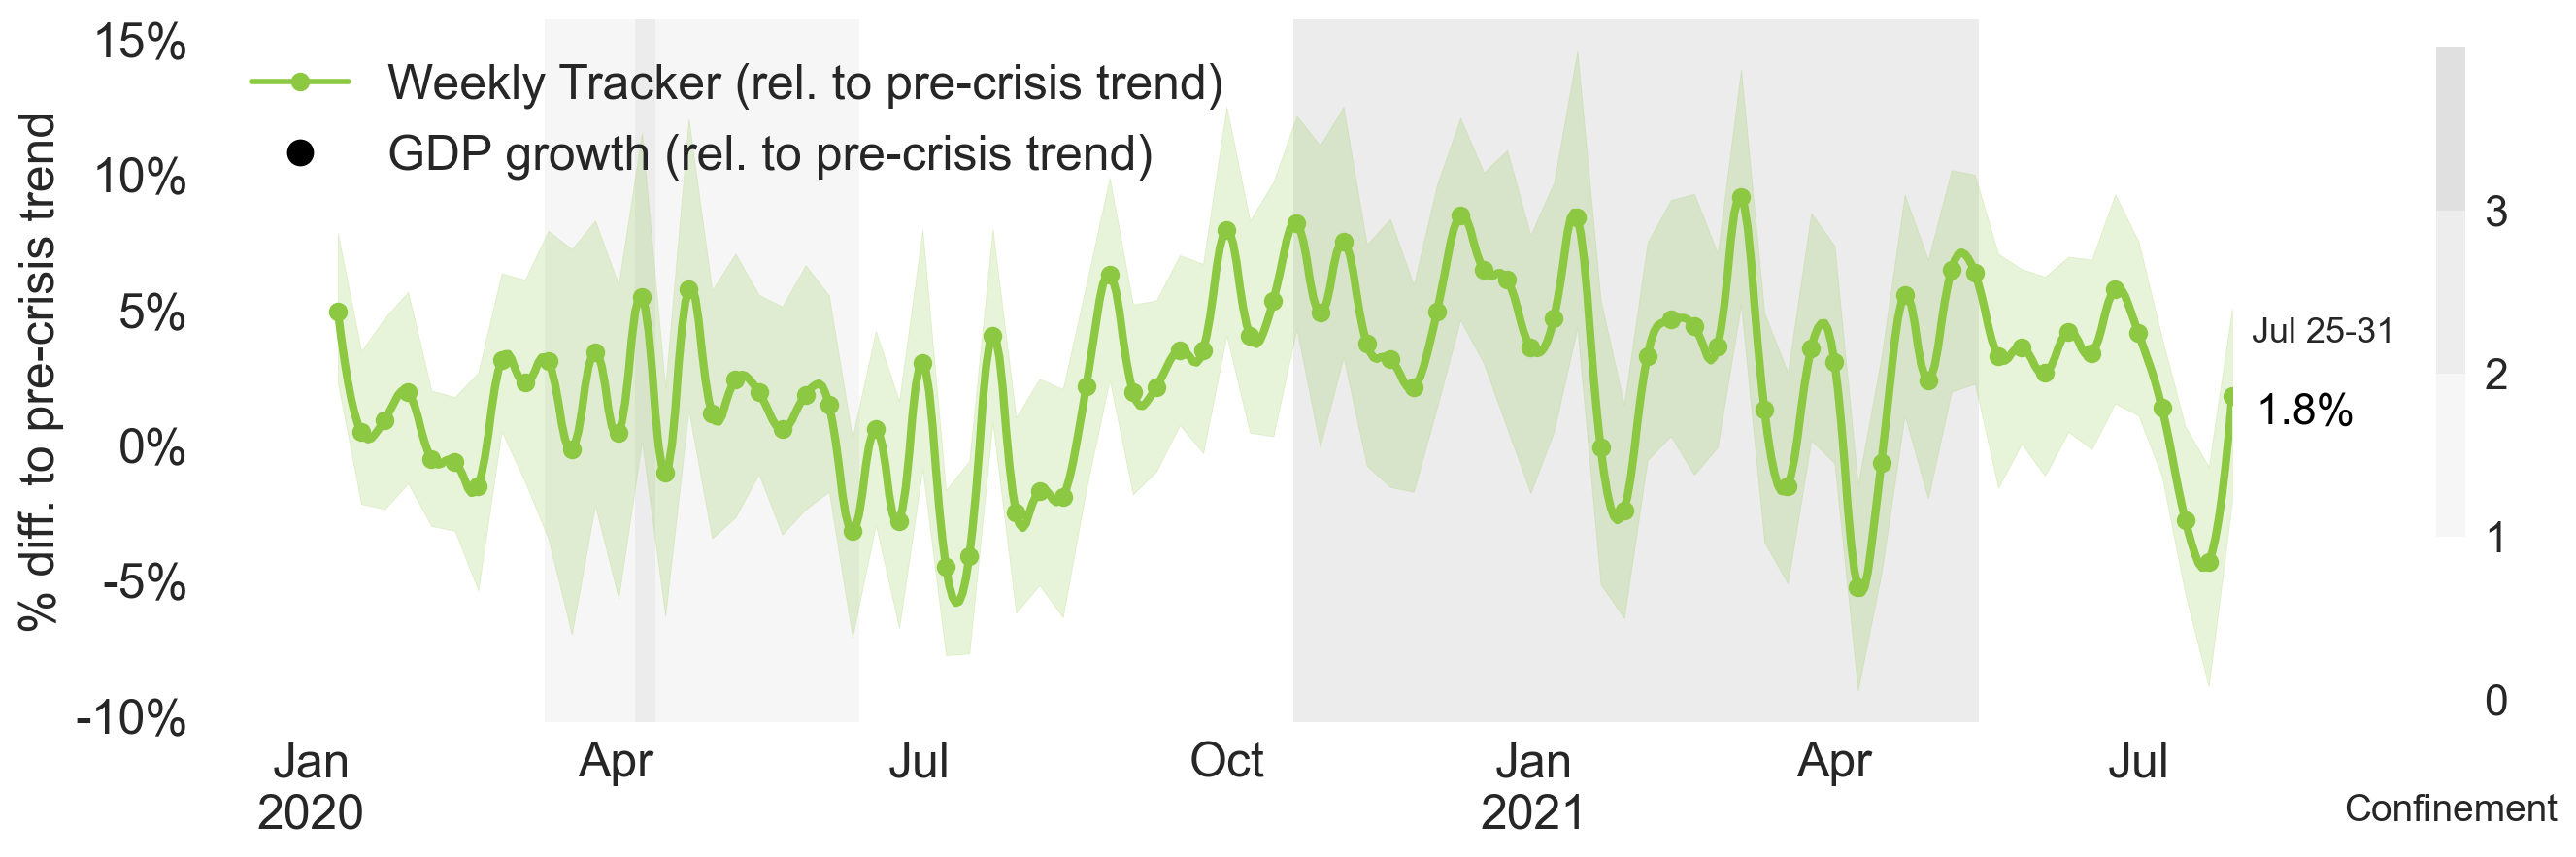 % diff. to pre-crisis trend
15%
10%
5%
0%
-5%
-10%
Weekly Tracker (rel. to pre-crisis trend)
GDP growth (rel. to pre-crisis trend)
Jan
2020
Apr
Jul
Oct
Jan
2021
Apr
Jul
Jul 25-31
1.8%
3
2
1
0
Confinement